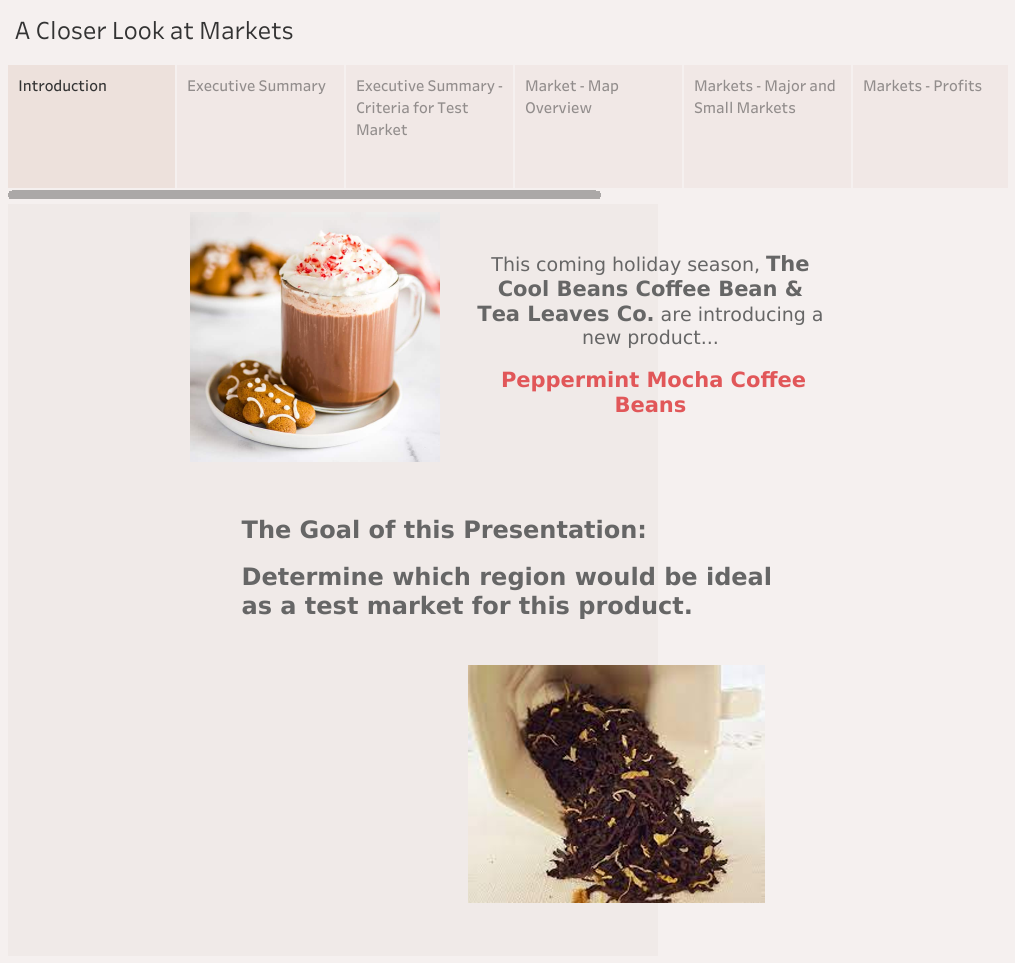 A Closer Look at Markets
Introduction
Executive Summary
Executive Summary -
Criteria for Test
Market
Market - Map
Overview
Markets - Major and
Small Markets
Markets - Profits
This coming holiday season, The
Cool Beans Coffee Bean &
Tea Leaves Co. are introducing a
new product...
Peppermint Mocha Coffee
Beans
The Goal of this Presentation:
Determine which region would be ideal
as a test market for this product.